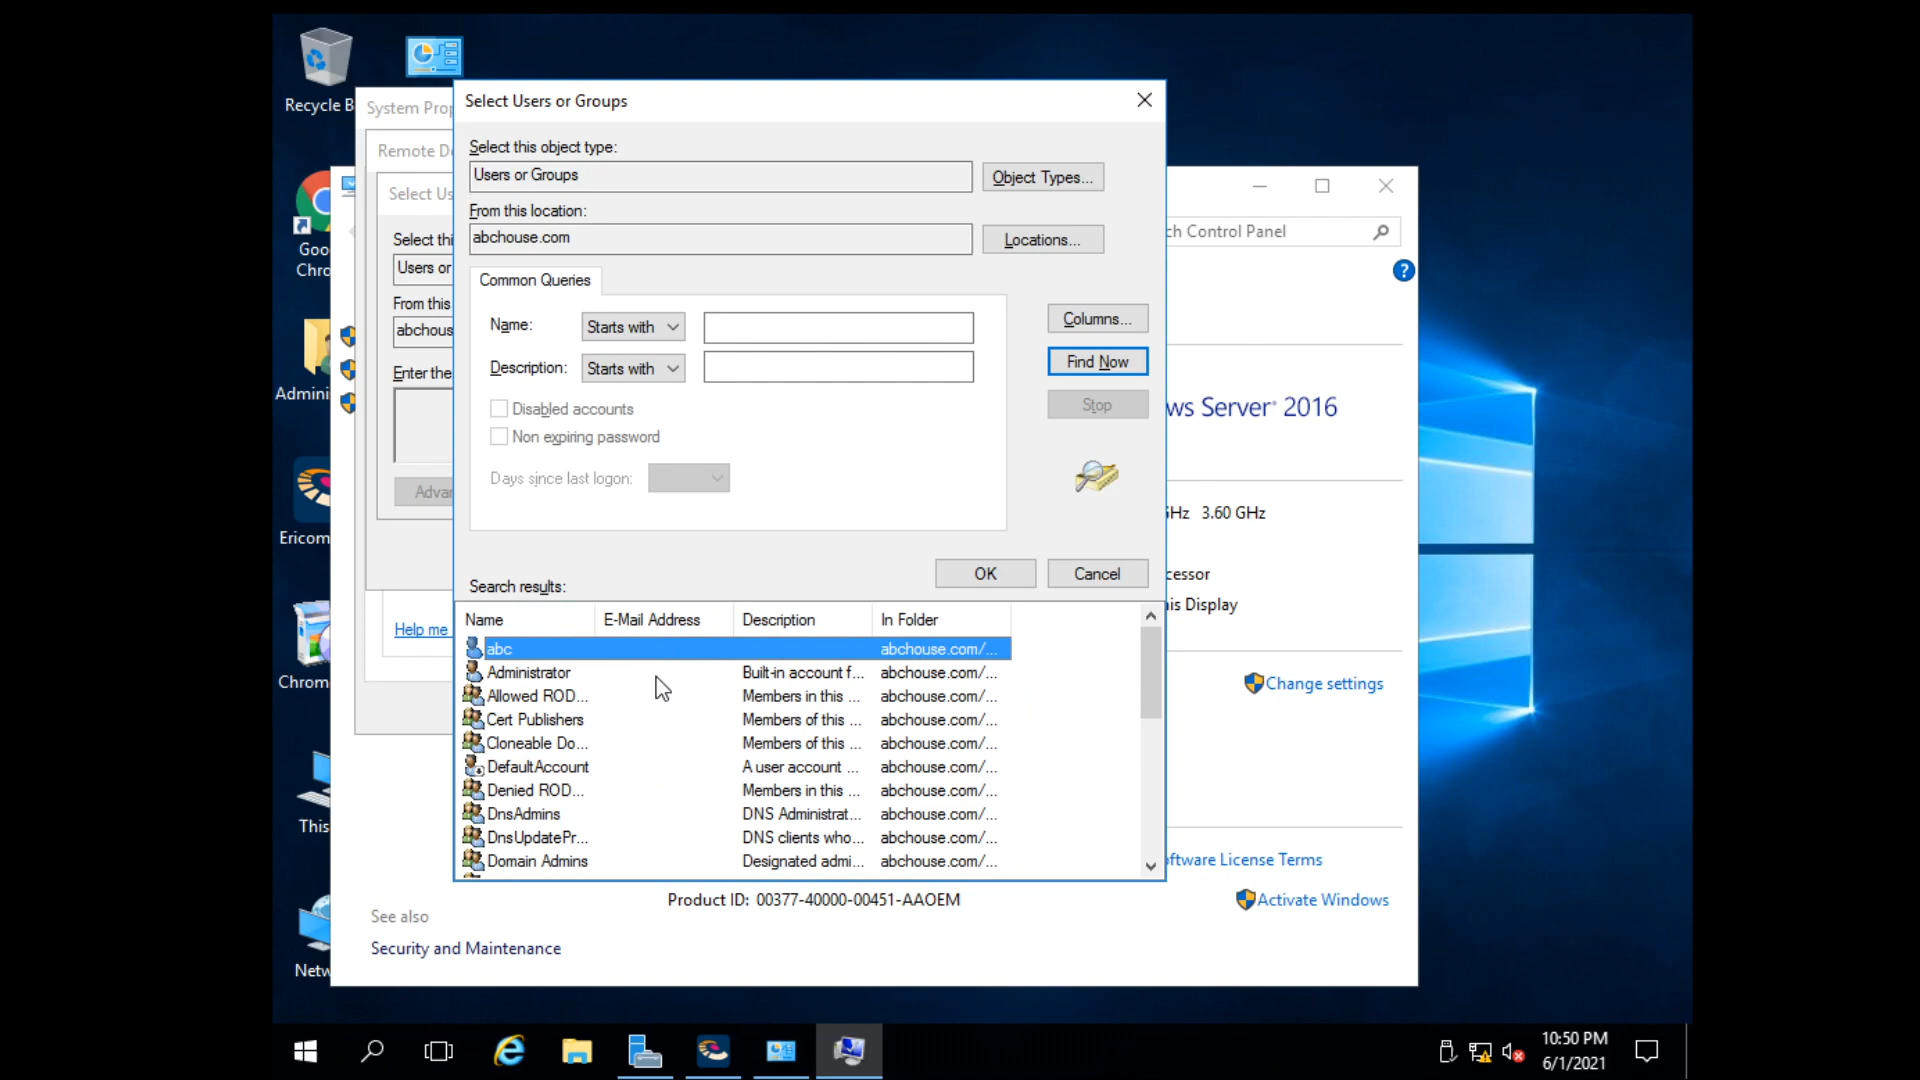 Recycle B
System Prop
Remote De
Select Us
Select Users or Groups
Select this object type:
Users or Groups
Object Types...
From this location:
abchouse.com
Locations...
Common Queries
Name:
Starts with
Description:
Starts with
Disabled accounts
Non expiring password
Days since last logon:
Columns...
Find Now
Stop
OK
Cancel
Search results:
Name E-Mail Address Description In Folder
abc abchouse.com/...
Administrator Built-in account f... abchouse.com/...
Allowed ROD... Members in this ... abchouse.com/...
Cert Publishers Members of this ... abchouse.com/...
Cloneable Do... Members of this ... abchouse.com/...
DefaultAccount A user account ... abchouse.com/...
Denied ROD... Members in this ... abchouse.com/...
DnsAdmins DNS Administrat... abchouse.com/...
DnsUpdatePr... DNS clients who... abchouse.com/...
Domain Admins Designated admi... abchouse.com/...
Select thi
Users or
From this
abchous
Enter the
Advan
Help me
Goo
Chro
Admini
Ericom
Chrom
This
Netw
ch Control Panel
?
ws Server 2016
GHz 3.60 GHz
cessor
is Display
Change settings
ftware License Terms
Product ID: 00377-40000-00451-AAOEM
Activate Windows
See also
Security and Maintenance
10:50 PM
6/1/2021